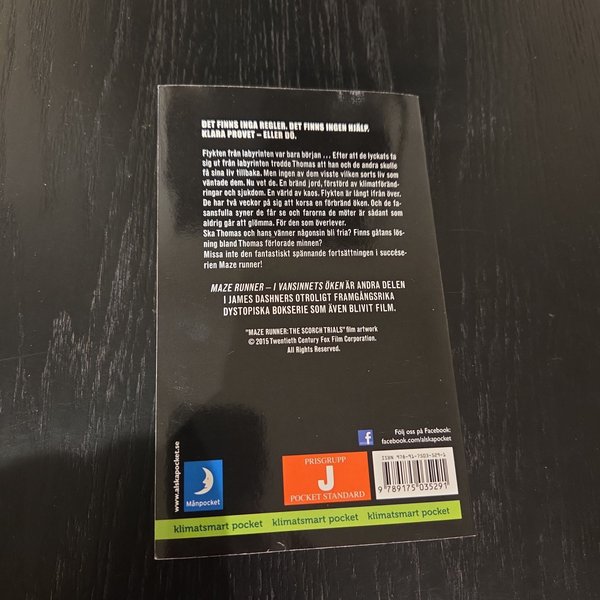 DET FINNS INGA REGLER. DET FINNS INGEN HJÄLP.
KLARA PROVET – ELLER DÖ.
Flykten från labyrinten var bara början ... Efter att de lyckats ta
sig ut från labyrinten trodde Thomas att han och de andra skulle
få sina liv tillbaka. Men ingen av dem visste vilken sorts liv som
väntade dem. Nu vet de. En bränd jord, förstörd av klimatföränd-
ringar och sjukdom. En värld av kaos. Flykten är långt ifrån över.
De har två veckor på sig att korsa en förbränd öken. Och de fa-
sansfulla syner de får se och farorna de möter är sådant som
aldrig går att glömma. För den som överlever.
Ska Thomas och hans vänner någonsin bli fria? Finns gåtans lös-
ning bland Thomas förlorade minnen?
Missa inte den fantastiskt spännande fortsättningen i succése-
rien Maze runner!
MAZE RUNNER – I VANSINNETS ÖKEN ÄR ANDRA DELEN
I JAMES DASHNERS OTROLIGT FRAMGÅNGSRIKA
DYSTOPISKA BOKSERIE SOM ÄVEN BLIVIT FILM.
"MAZE RUNNER: THE SCORCH TRIALS" film artwork
© 2015 Twentieth Century Fox Film Corporation.
All Rights Reserved.
Följ oss på Facebook:
facebook.com/alskapocket
www.alskapocket.se
Månpocket
PRISGRUPP
J
POCKET STANDARD
ISBN 978-91-7503-529-1
9 789175 035291
klimatsmart pocket klimatsmart pocket klimatsmart pocket